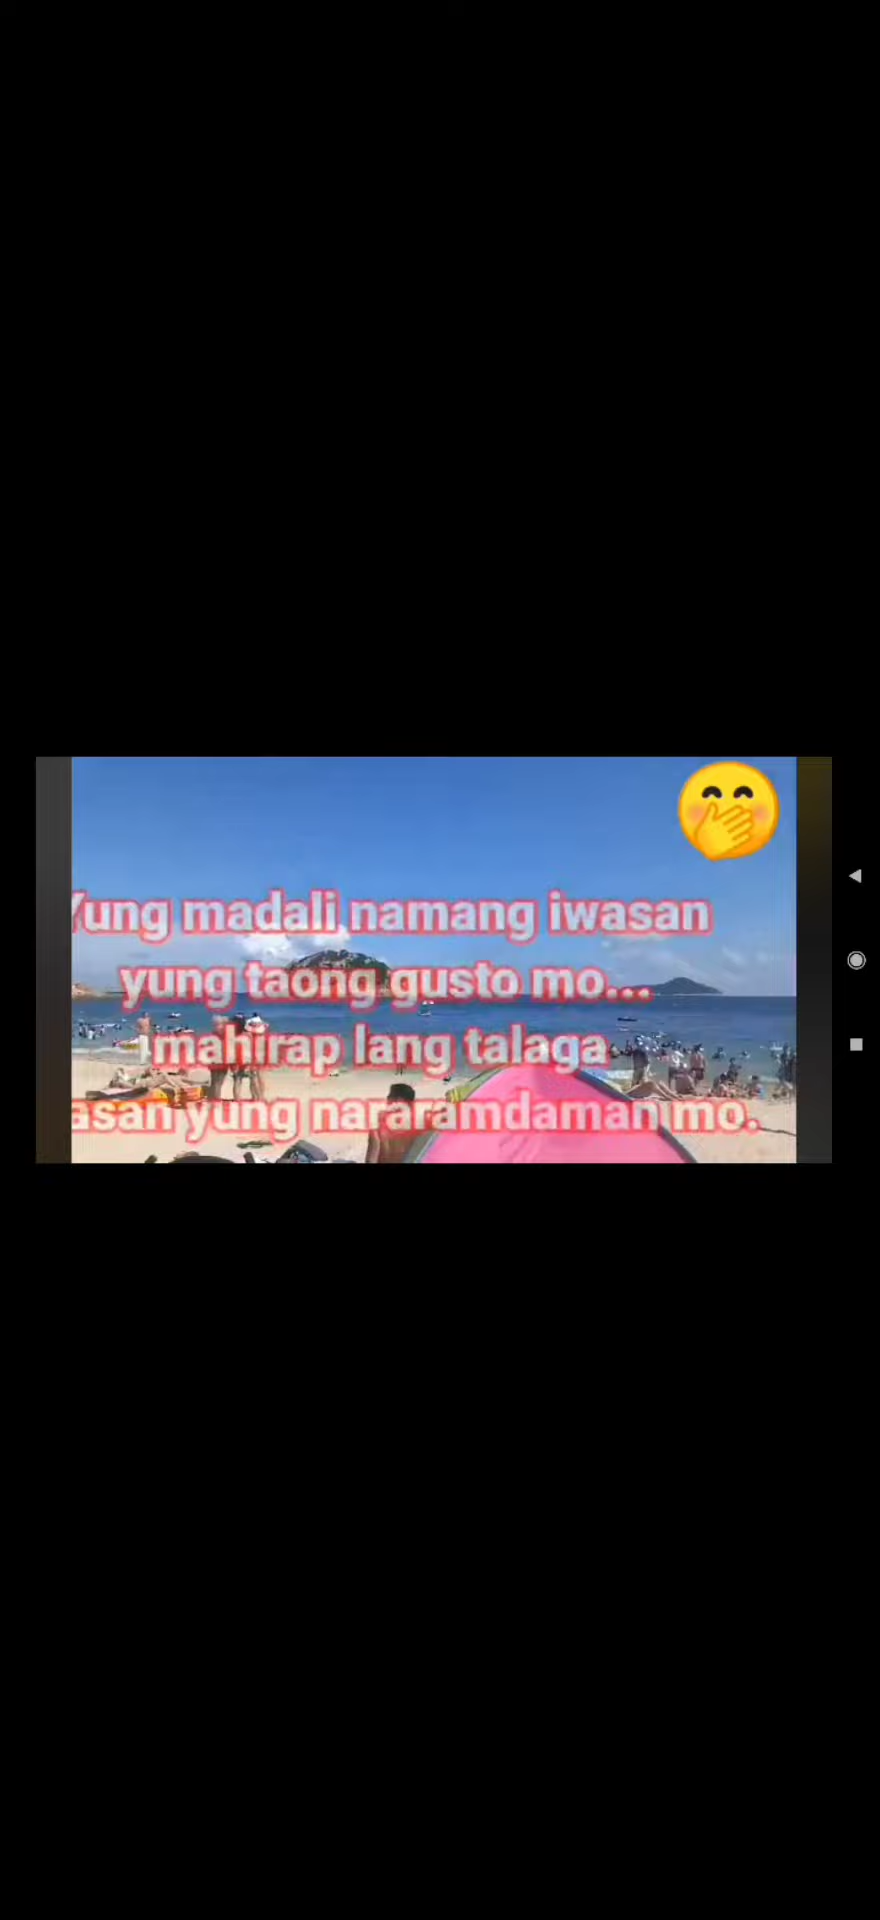 Yung madali namang iwasan
yung taong gusto mo...
mahirap lang talaga
asan yung nararamdaman mo.